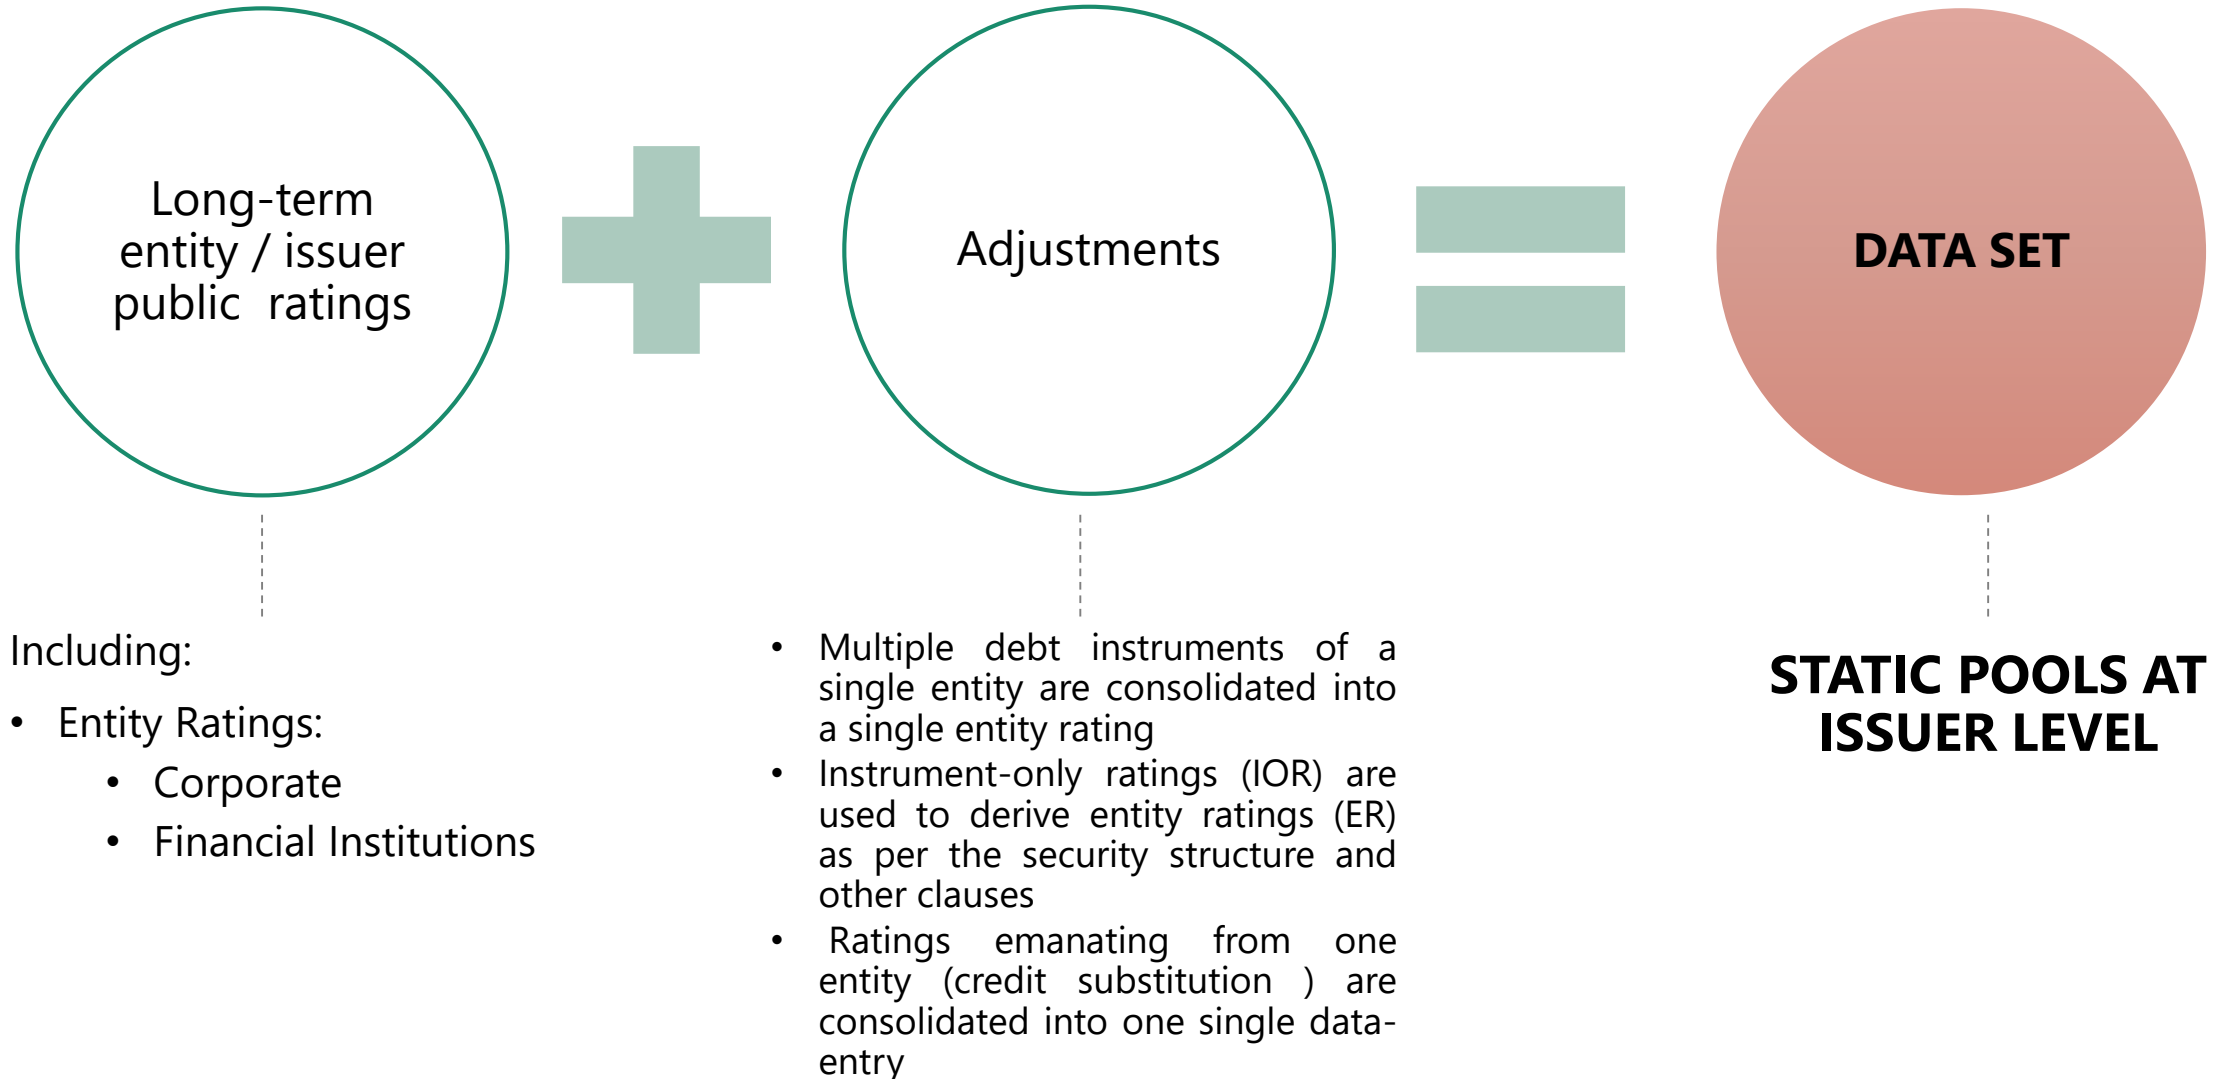 Long-term
entity / issuer
public  ratings
Adjustments
DATA SET
Including:
• Entity Ratings:
• Corporate
• Financial Institutions
• Multiple debt instruments of a
single entity are consolidated into
a single entity rating
• Instrument-only ratings (IOR) are
used to derive entity ratings (ER)
as per the security structure and
other clauses
• Ratings emanating from one
entity (credit substitution ) are
consolidated into one single data-
entry
STATIC POOLS AT
ISSUER LEVEL